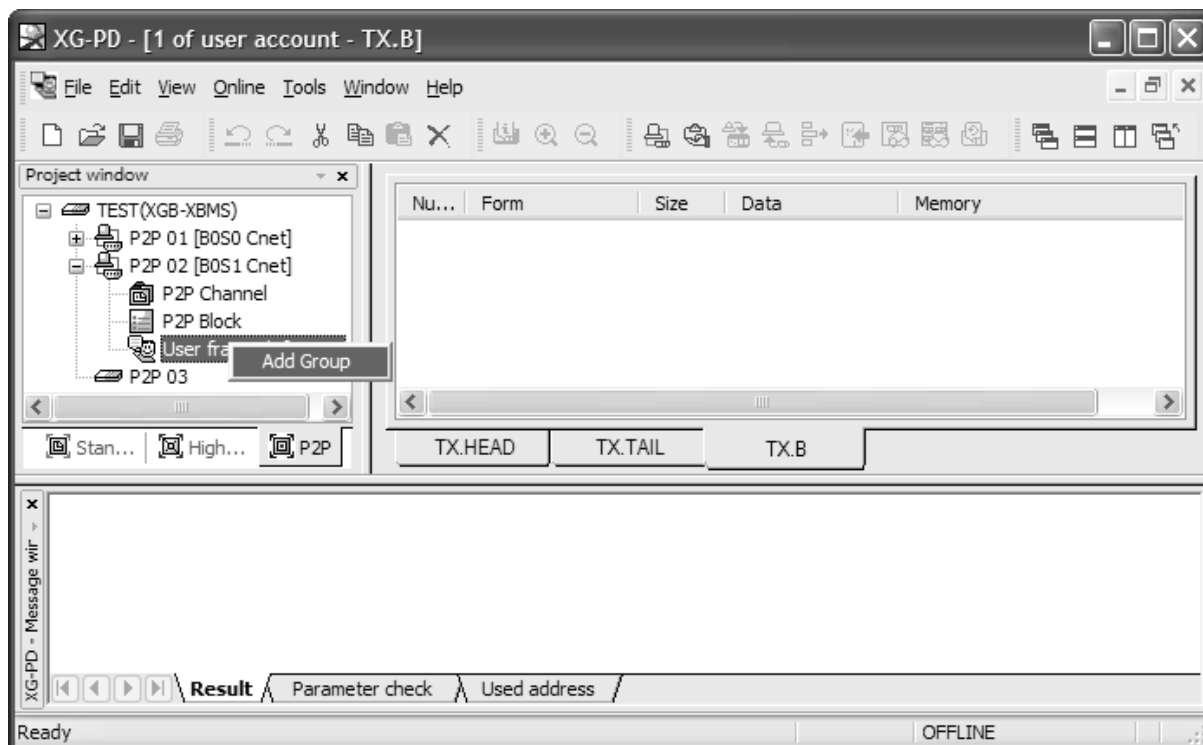 XG-PD - [1 of user account - TX.B]
File Edit View Online Tools Window Help
Project window
TEST(XGB-XBMS)
P2P 01 [B0S0 Cnet]
P2P 02 [B0S1 Cnet]
P2P Channel
P2P Block
User
Add Group
P2P 03
Stan... High... P2P
Nu... Form Size Data Memory
TX.HEAD TX.TAIL TX.B
XG-PD - Message
Result Parameter check Used address
Ready OFFLINE